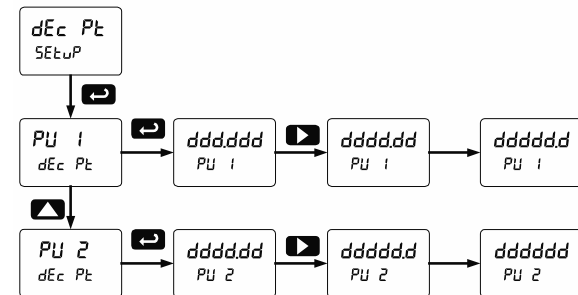 dEc Pt
SEtuP
PU 1
dEc Pt
ddd.ddd
PU 1
dddd.dd
PU 1
ddddd.d
PU 1
PU 2
dEc Pt
dddd.dd
PU 2
ddddd.d
PU 2
dddddd
PU 2